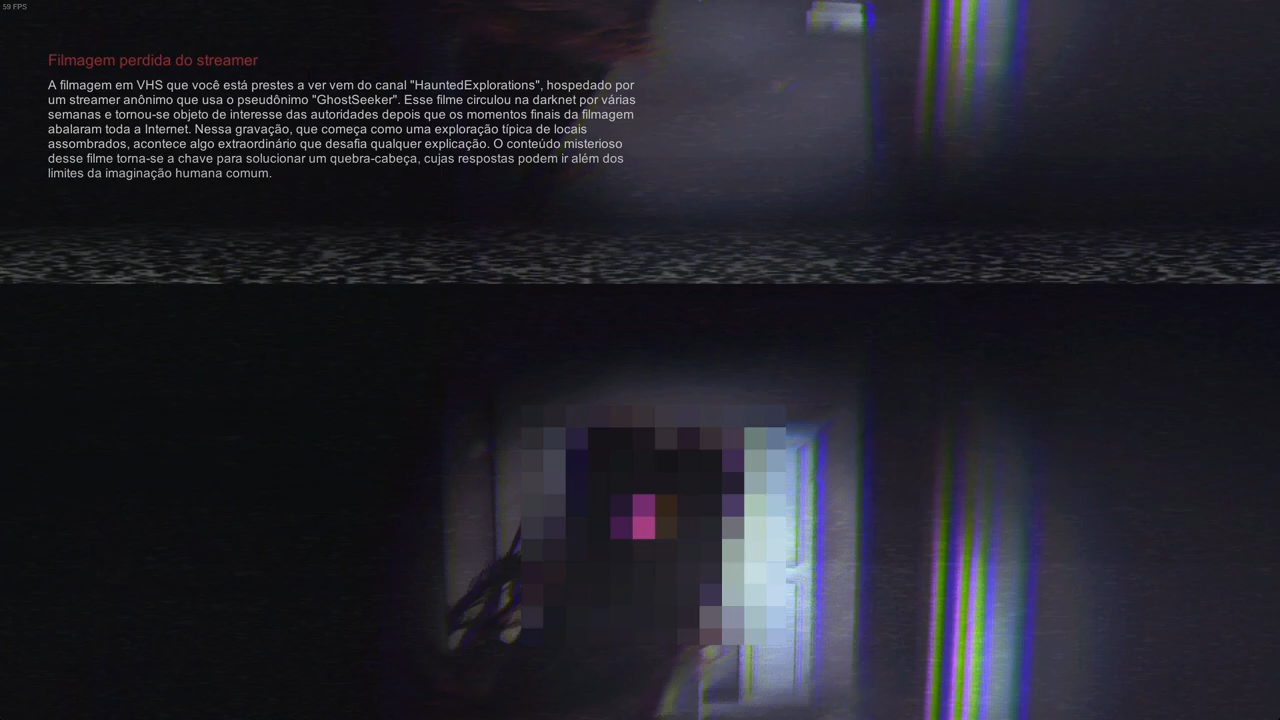 59 FPS
Filmagem perdida do streamer
A filmagem em VHS que você está prestes a ver vem do canal "HauntedExplorations", hospedado por
um streamer anônimo que usa o pseudônimo "GhostSeeker". Esse filme circulou na darknet por várias
semanas e tornou-se objeto de interesse das autoridades depois que os momentos finais da filmagem
abalaram toda a Internet. Nessa gravação, que começa como uma exploração típica de locais
assombrados, acontece algo extraordinário que desafia qualquer explicação. O conteúdo misterioso
desse filme torna-se a chave para solucionar um quebra-cabeça, cujas respostas podem ir além dos
limites da imaginação humana comum.